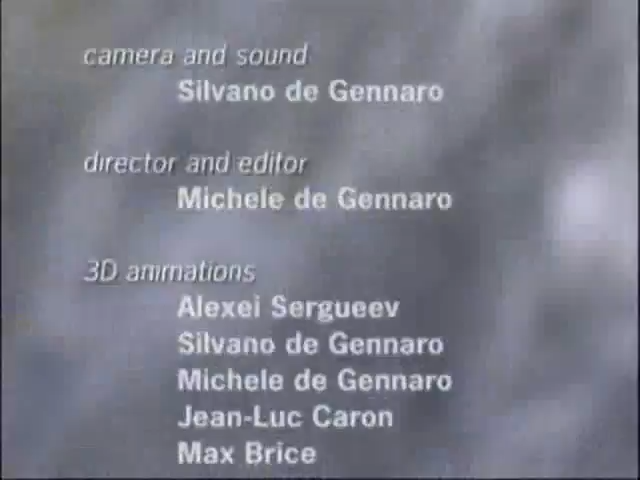 camera and sound
Silvano de Gennaro
director and editor
Michele de Gennaro
3D animations
Alexei Sergueev
Silvano de Gennaro
Michele de Gennaro
Jean-Luc Caron
Max Brice